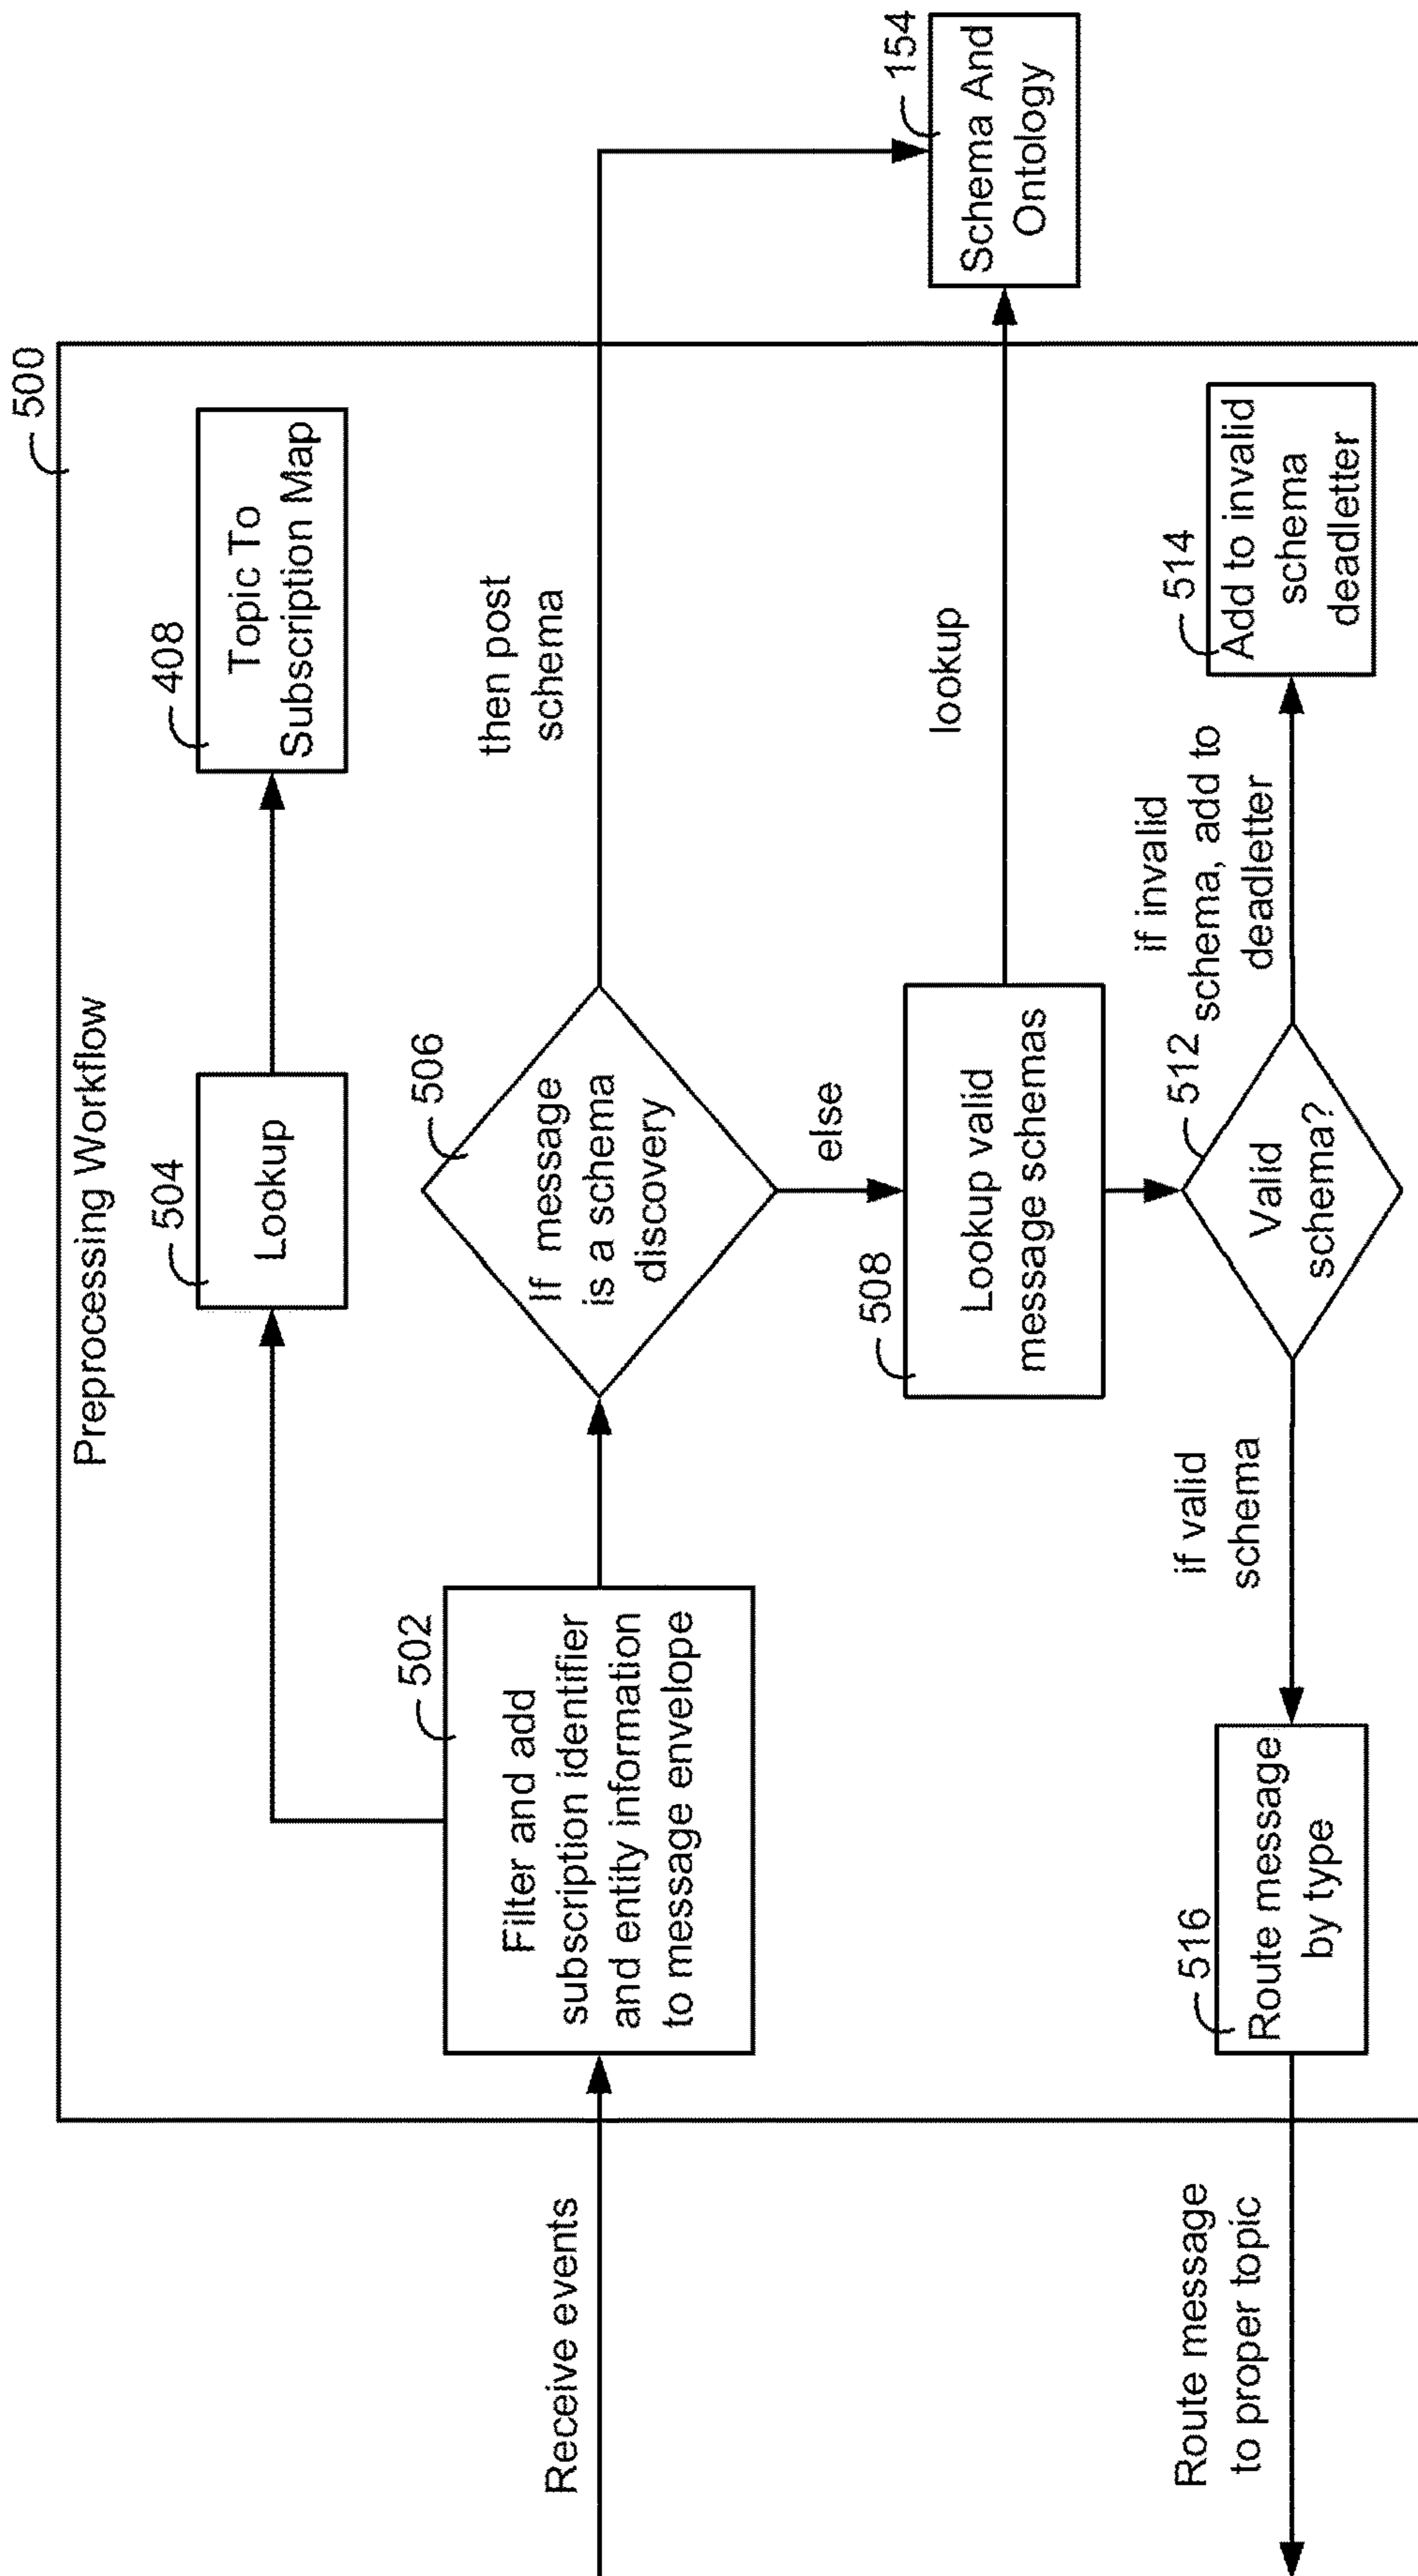 Preprocessing Workflow
500
504
Lookup
408
Topic To
Subscription Map
Receive events
502
Filter and add
subscription identifier
and entity information
to message envelope
506
If message
is a schema
discovery
then post
schema
154
Schema And
Ontology
else
508
Lookup valid
message schemas
lookup
512
Valid
schema?
if invalid
schema, add to
deadletter
514
Add to invalid
schema
deadletter
if valid
schema
516
Route message
by type
Route message
to proper topic